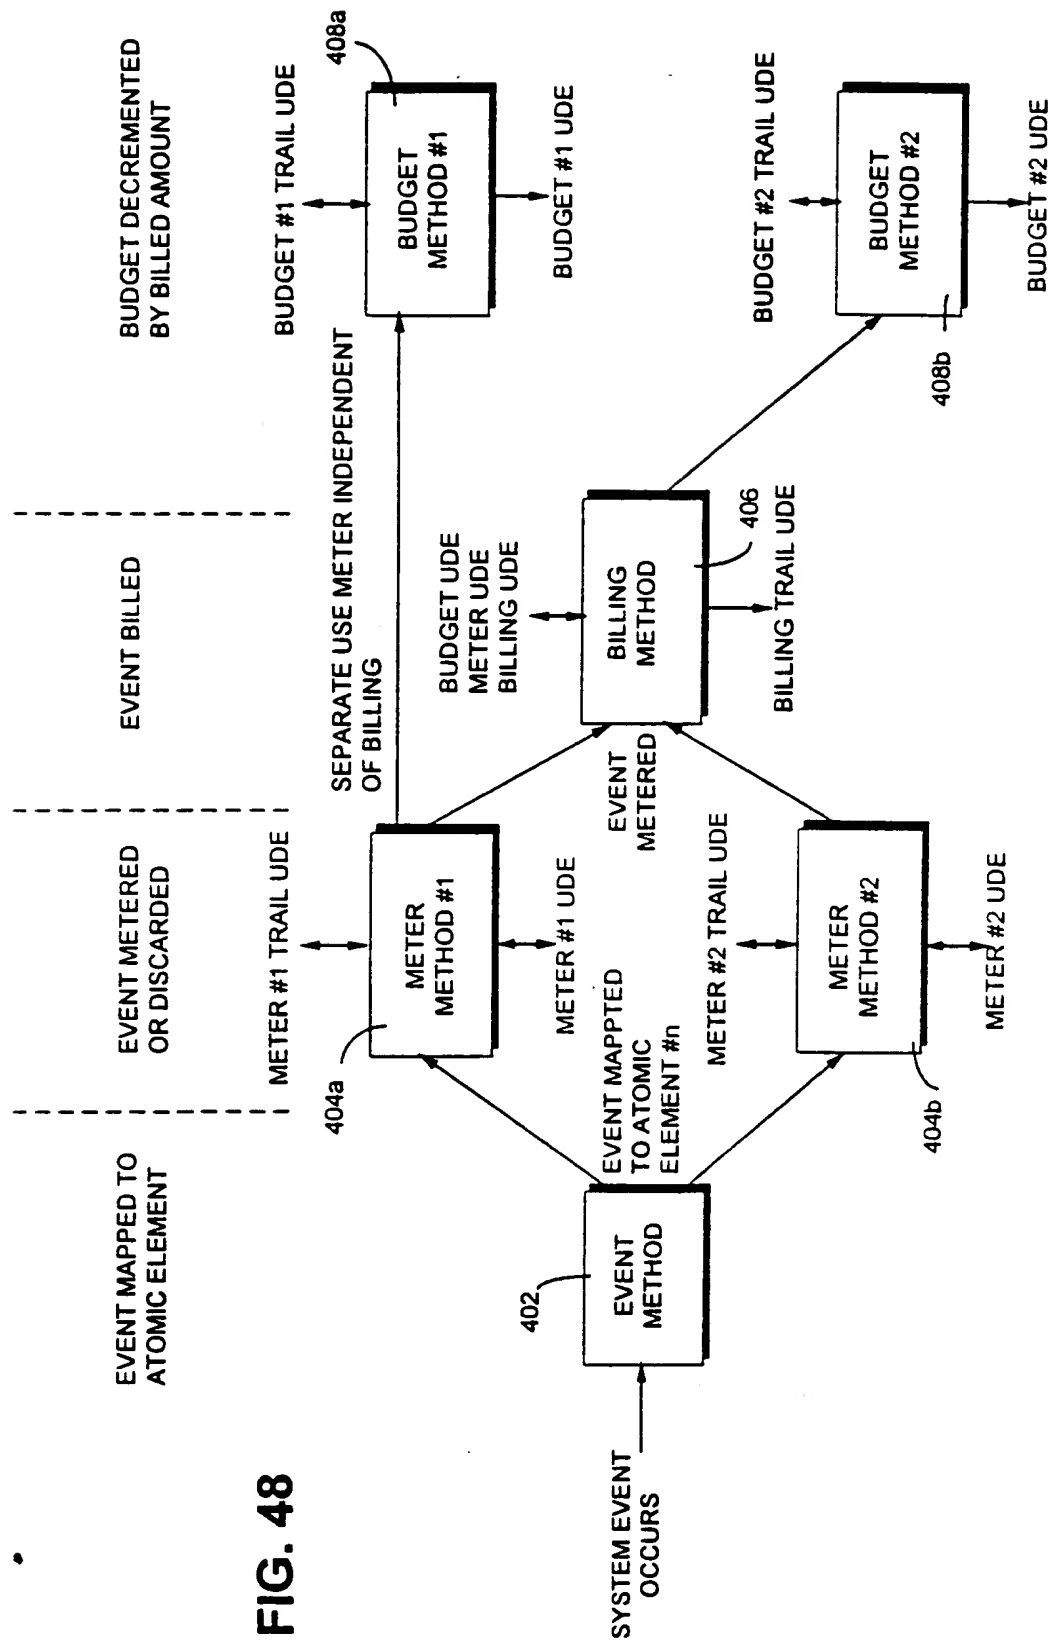 FIG. 48
EVENT MAPPED TO
ATOMIC ELEMENT
EVENT METERED
OR DISCARDED
EVENT BILLED
BUDGET DECREMENTED
BY BILLED AMOUNT
SYSTEM EVENT
OCCURS
402
EVENT
METHOD
EVENT MAPPTED
TO ATOMIC
ELEMENT #n
METER #1 TRAIL UDE
404a
METER
METHOD #1
METER #1 UDE
METER #2 TRAIL UDE
METER
METHOD #2
404b
METER #2 UDE
SEPARATE USE METER INDEPENDENT
OF BILLING
EVENT
METERED
BUDGET UDE
METER UDE
BILLING UDE
BILLING
METHOD
406
BILLING TRAIL UDE
BUDGET #1 TRAIL UDE
408a
BUDGET
METHOD #1
BUDGET #1 UDE
BUDGET #2 TRAIL UDE
BUDGET
METHOD #2
408b
BUDGET #2 UDE